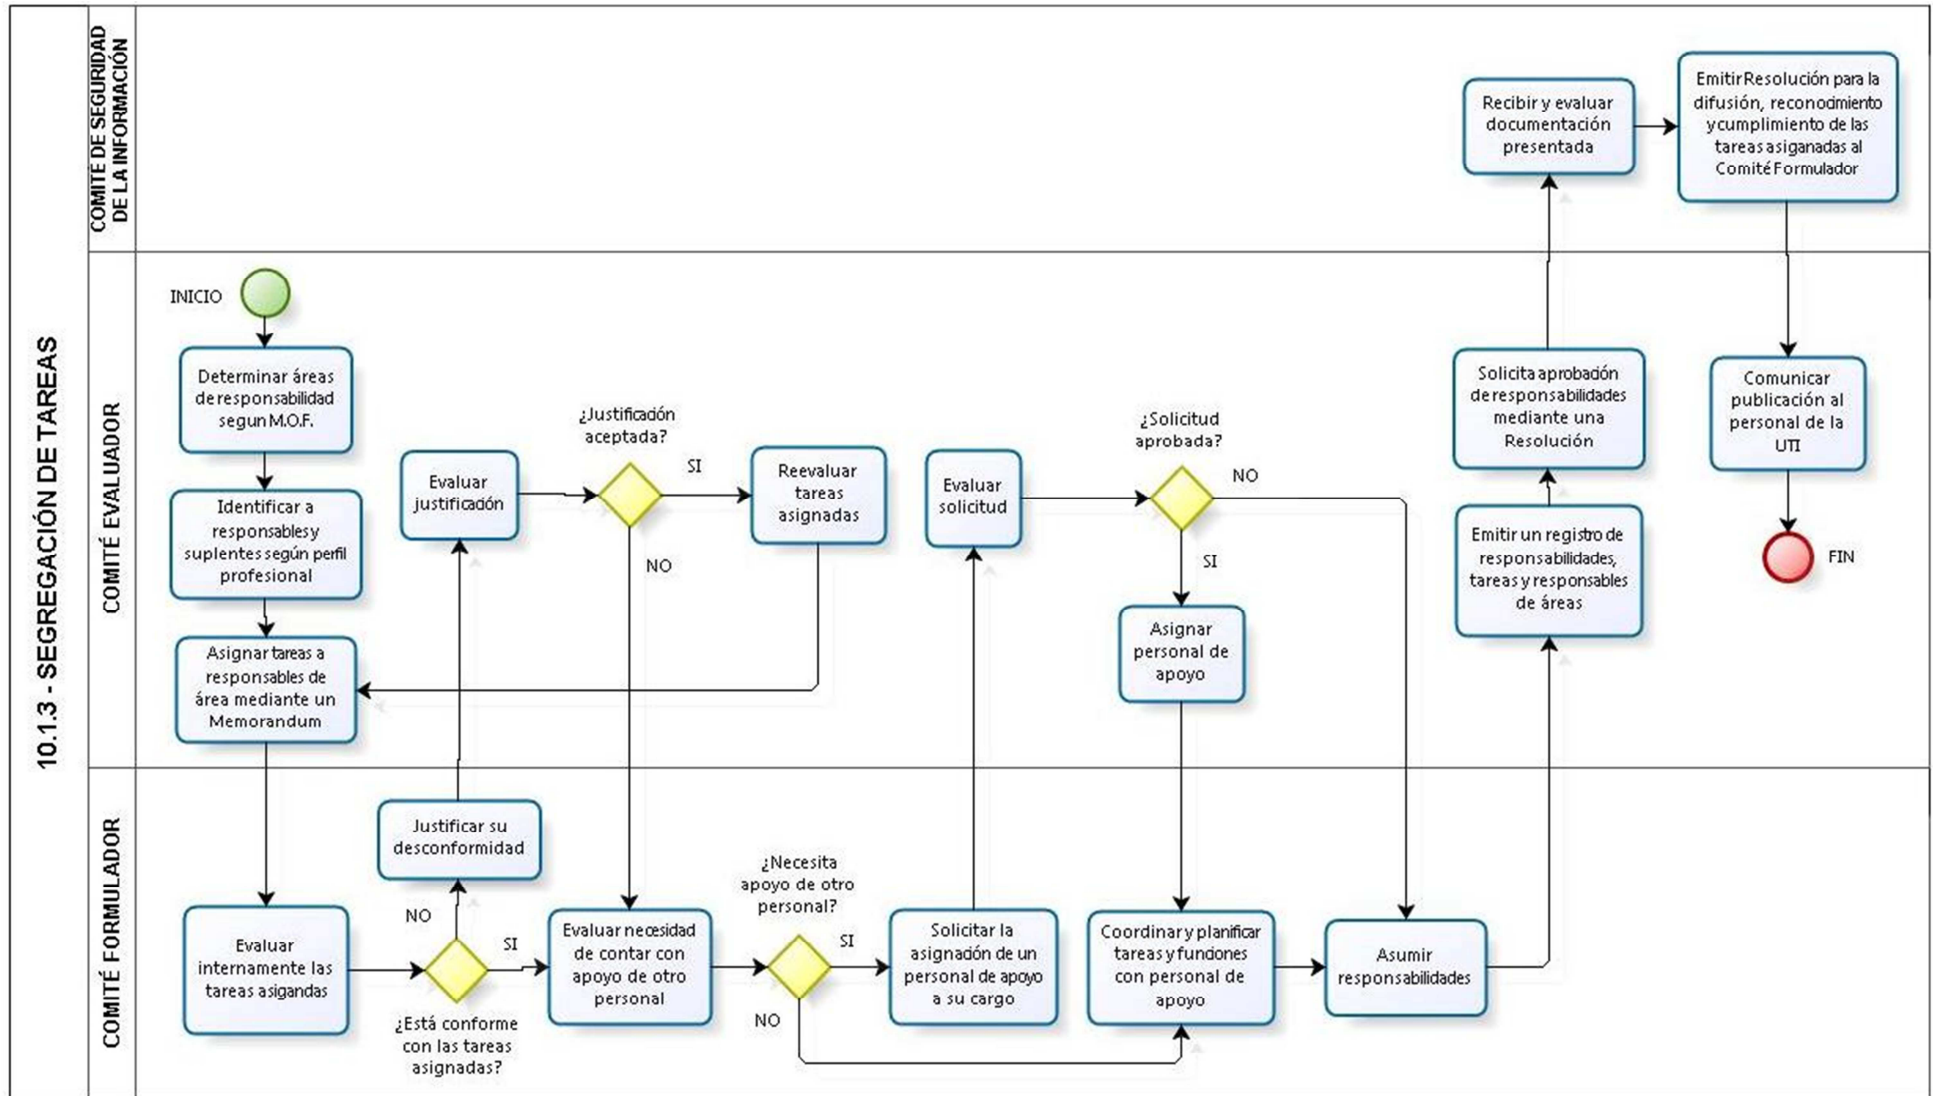 10.1.3 - SEGREGACIÓN DE TAREAS
COMITÉ DE SEGURIDAD
DE LA INFORMACIÓN
Recibir y evaluar
documentación
presentada
Emitir Resolución para la
difusión, reconocimiento
y cumplimiento de las
tareas asiganadas al
Comité Formulador
COMITÉ EVALUADOR
INICIO
Determinar áreas
de responsabilidad
segun M.O.F.
Identificar a
responsables y
suplentes según perfil
profesional
Asignar tareas a
responsables de
área mediante un
Memorandum
Evaluar
justificación
¿Justificación
aceptada?
SI
NO
Reevaluar
tareas
asignadas
Evaluar
solicitud
¿Solicitud
aprobada?
NO
SI
Asignar
personal de
apoyo
Solicita aprobación
de responsabilidades
mediante una
Resolución
Emitir un registro de
responsabilidades,
tareas y responsables
de áreas
Comunicar
publicación al
personal de la
UTI
FIN
COMITÉ FORMULADOR
Evaluar
internamente las
tareas asigandas
Justificar su
desconformidad
NO
SI
¿Está conforme
con las tareas
asignadas?
Evaluar necesidad
de contar con
apoyo de otro
personal
¿Necesita
apoyo de otro
personal?
SI
NO
Solicitar la
asignación de un
personal de apoyo
a su cargo
Coordinar y planificar
tareas y funciones
con personal de
apoyo
Asumir
responsabilidades